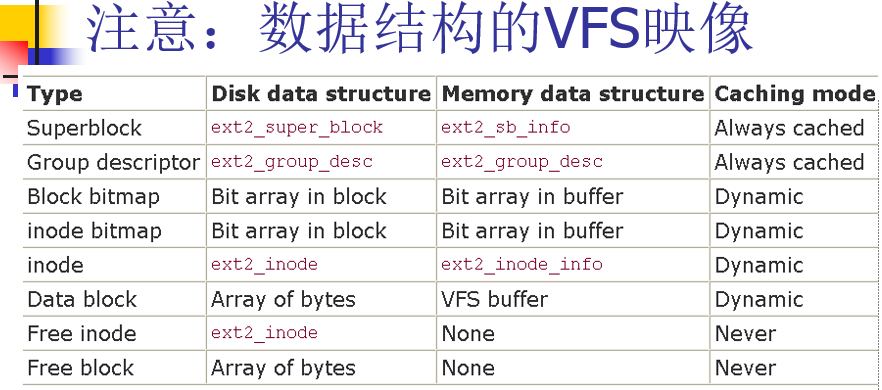 注意：数据结构的VFS映像
Type Disk data structure Memory data structure Caching mode
Superblock ext2_super_block ext2_sb_info Always cached
Group descriptor ext2_group_desc ext2_group_desc Always cached
Block bitmap Bit array in block Bit array in buffer Dynamic
inode bitmap Bit array in block Bit array in buffer Dynamic
inode ext2_inode ext2_inode_info Dynamic
Data block Array of bytes VFS buffer Dynamic
Free inode ext2_inode None Never
Free block Array of bytes None Never